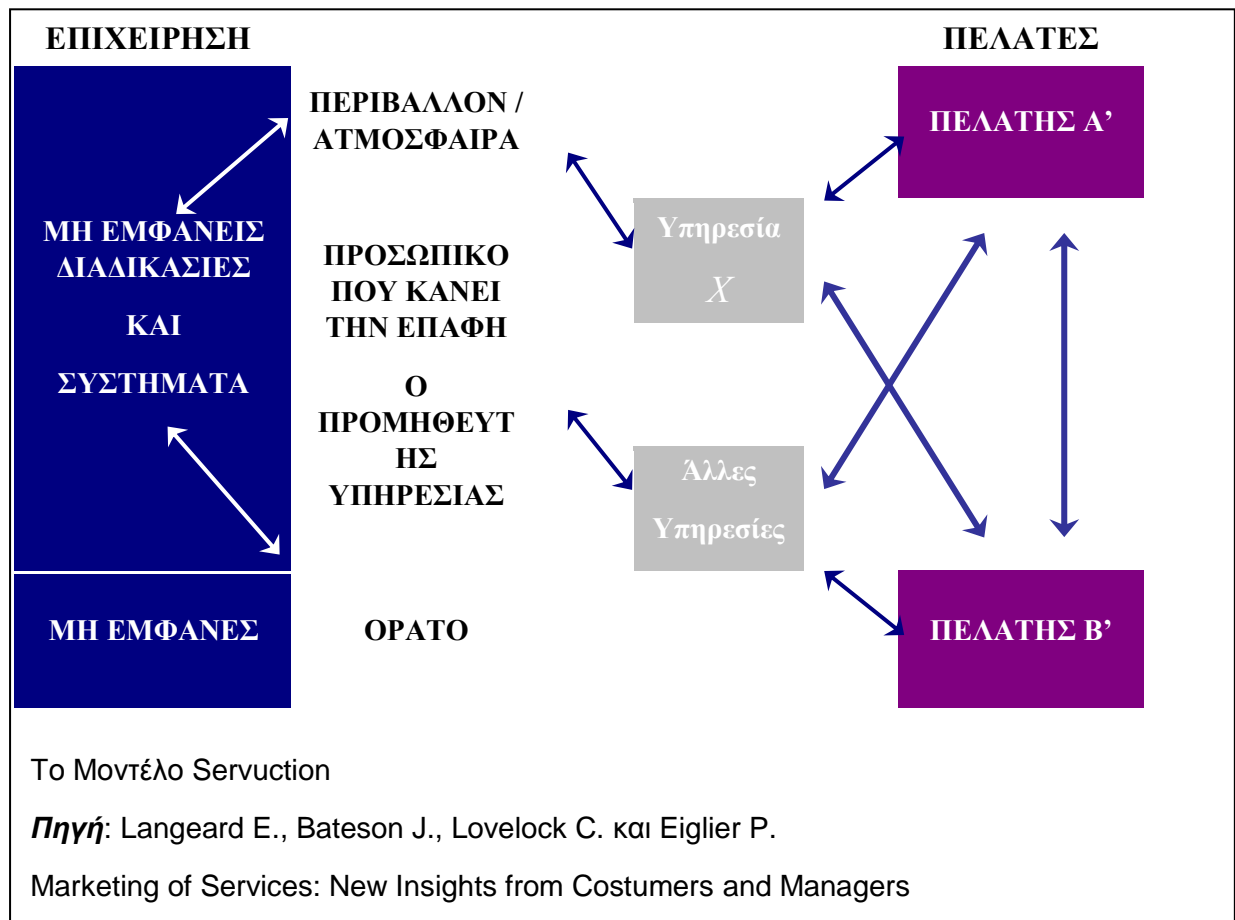 ΕΠΙΧΕΙΡΗΣΗ
ΠΕΛΑΤΕΣ
ΜΗ ΕΜΦΑΝΕΙΣ
ΔΙΑΔΙΚΑΣΙΕΣ
ΚΑΙ
ΣΥΣΤΗΜΑΤΑ
ΜΗ ΕΜΦΑΝΕΣ
ΠΕΡΙΒΑΛΛΟΝ /
ΑΤΜΟΣΦΑΙΡΑ
ΠΡΟΣΩΠΙΚΟ
ΠΟΥ ΚΑΝΕΙ
ΤΗΝ ΕΠΑΦΗ
Ο
ΠΡΟΜΗΘΕΥΤ
ΗΣ
ΥΠΗΡΕΣΙΑΣ
ΟΡΑΤΟ
Υπηρεσία
X
Άλλες
Υπηρεσίες
ΠΕΛΑΤΗΣ Α’
ΠΕΛΑΤΗΣ Β’
Το Μοντέλο Servuction
Πηγή: Langeard E., Bateson J., Lovelock C. και Eiglier P.
Marketing of Services: New Insights from Costumers and Managers